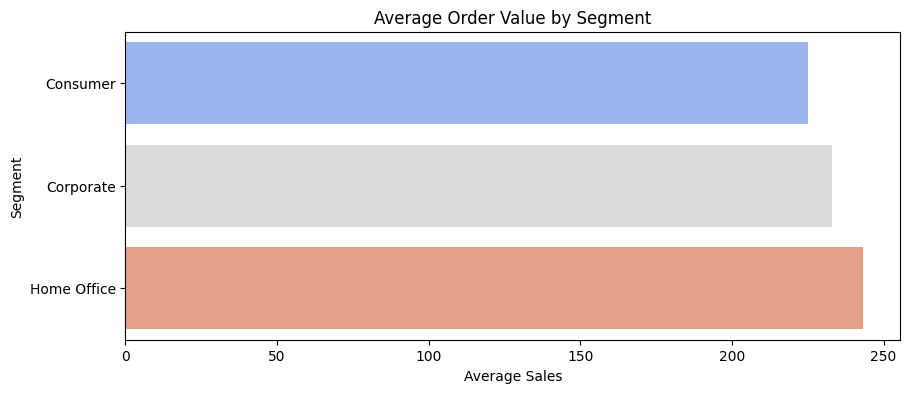 Average Order Value by Segment
Segment
Consumer
Corporate
Home Office
0 50 100 150 200 250
Average Sales